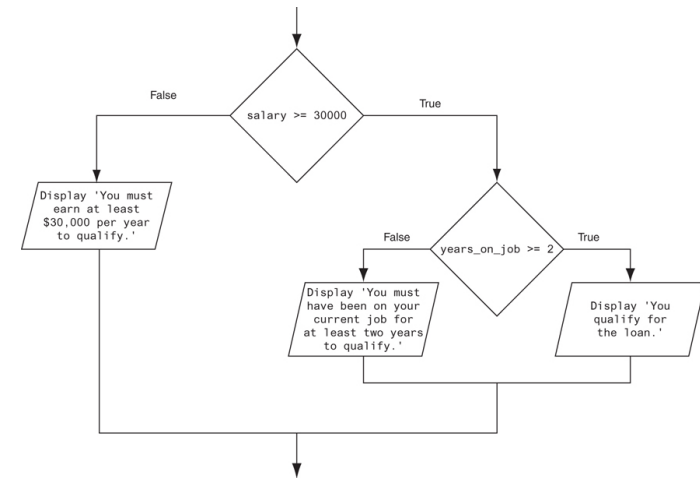 False
True
salary >= 30000
Display 'You must
earn at least
$30,000 per year
to qualify.'
False
True
years_on_job >= 2
Display 'You must
have been on your
current job for
at least two years
to qualify.'
Display 'You
qualify for
the loan.'